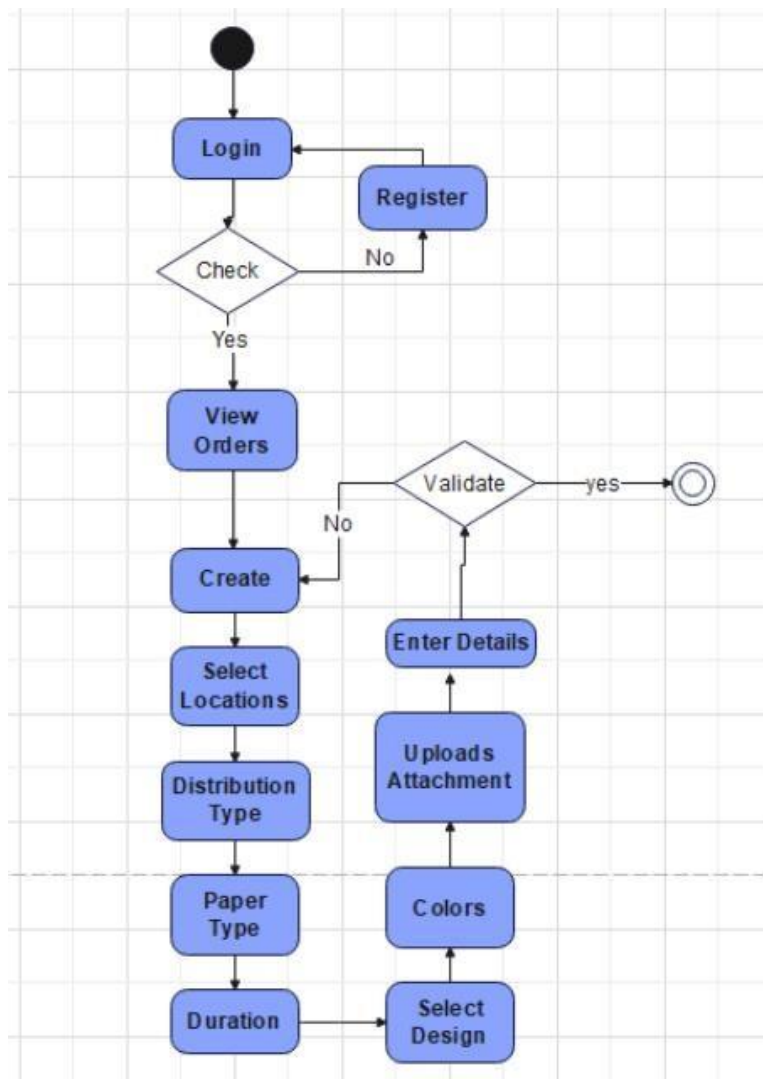 Login
Register
Check
No
Yes
View
Orders
Validate
yes
No
Create
Enter Details
Select
Locations
Uploads
Attachment
Distribution
Type
Paper
Type
Colors
Duration
Select
Design